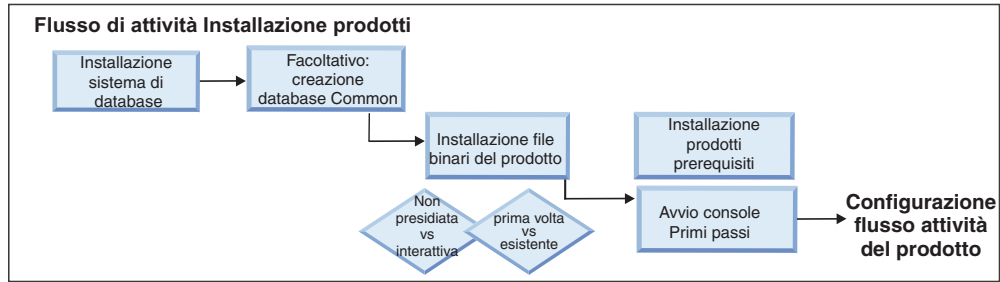 Flusso di attività Installazione prodotti
Installazione
sistema di
database
Facoltativo:
creazione
database Common
Installazione file
binari del prodotto
Installazione
prodotti
prerequisiti
Non
presidiata
vs
interattiva
prima volta
vs
esistente
Avvio console
Primi passi
Configurazione
flusso attività
del prodotto